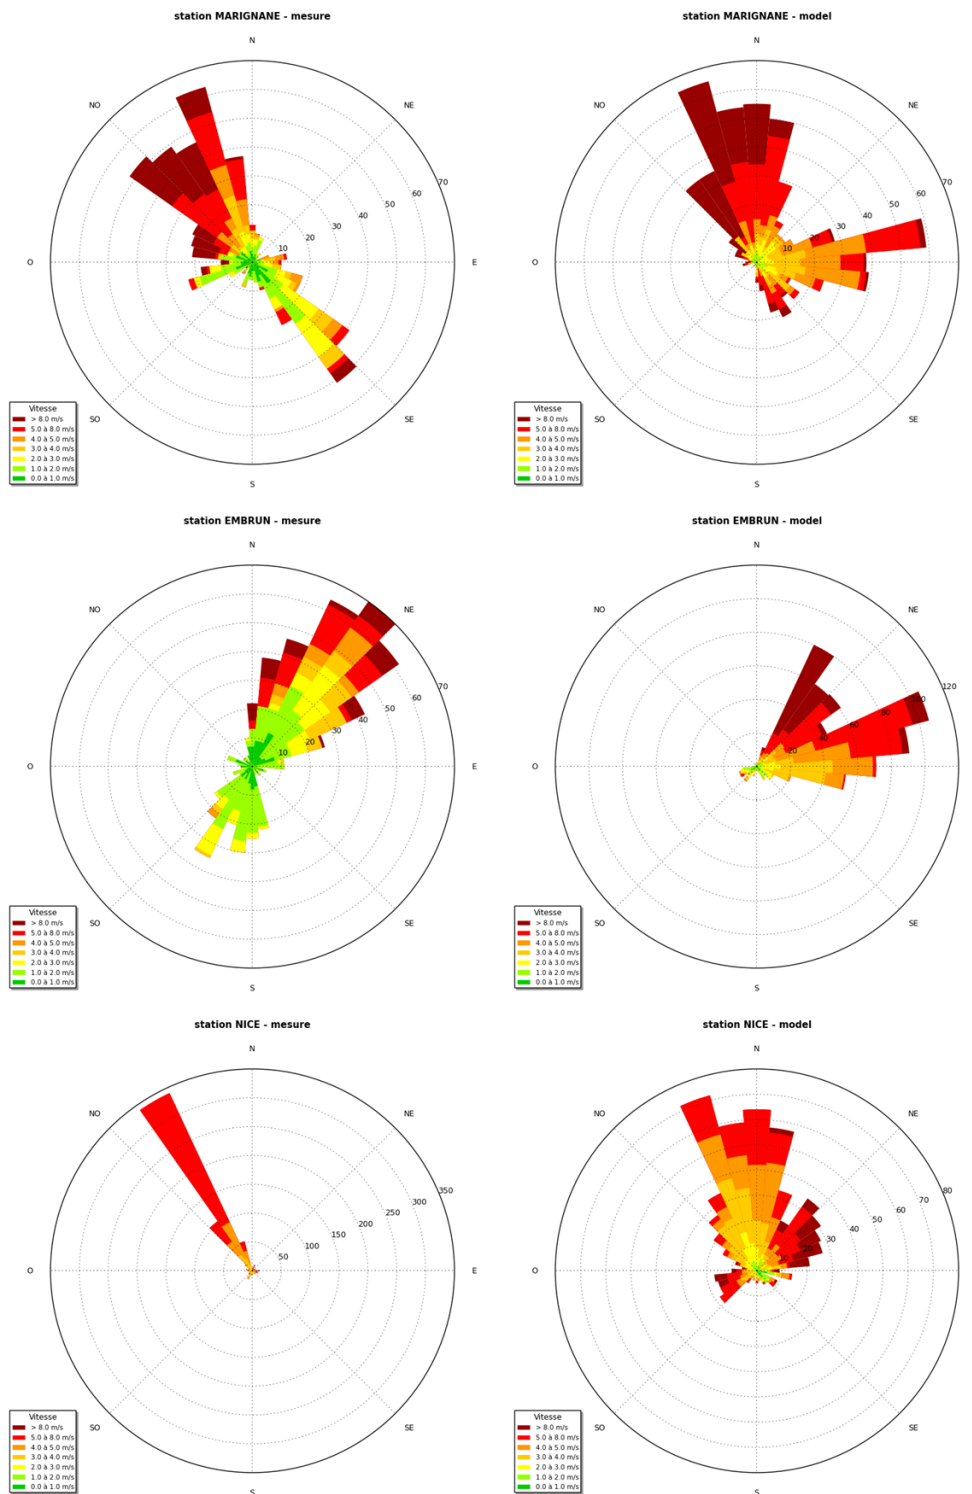 station MARIGNANE - mesure
N
NO
NE
O
E
SO
SE
S
10
20
30
40
50
60
70
Vitesse
> 8.0 m/s
5.0 à 8.0 m/s
4.0 à 5.0 m/s
3.0 à 4.0 m/s
2.0 à 3.0 m/s
1.0 à 2.0 m/s
0.0 à 1.0 m/s
station MARIGNANE - model
N
NO
NE
O
E
SO
SE
S
10
20
30
40
50
60
70
Vitesse
> 8.0 m/s
5.0 à 8.0 m/s
4.0 à 5.0 m/s
3.0 à 4.0 m/s
2.0 à 3.0 m/s
1.0 à 2.0 m/s
0.0 à 1.0 m/s
station EMBRUN - mesure
N
NO
NE
O
E
SO
SE
S
10
20
30
40
50
60
70
Vitesse
> 8.0 m/s
5.0 à 8.0 m/s
4.0 à 5.0 m/s
3.0 à 4.0 m/s
2.0 à 3.0 m/s
1.0 à 2.0 m/s
0.0 à 1.0 m/s
station EMBRUN - model
N
NO
NE
O
E
SO
SE
S
20
40
60
80
100
120
Vitesse
> 8.0 m/s
5.0 à 8.0 m/s
4.0 à 5.0 m/s
3.0 à 4.0 m/s
2.0 à 3.0 m/s
1.0 à 2.0 m/s
0.0 à 1.0 m/s
station NICE - mesure
N
NO
NE
O
E
SO
SE
S
50
100
150
200
250
300
350
Vitesse
> 8.0 m/s
5.0 à 8.0 m/s
4.0 à 5.0 m/s
3.0 à 4.0 m/s
2.0 à 3.0 m/s
1.0 à 2.0 m/s
0.0 à 1.0 m/s
station NICE - model
N
NO
NE
O
E
SO
SE
S
10
20
30
40
50
60
70
80
Vitesse
> 8.0 m/s
5.0 à 8.0 m/s
4.0 à 5.0 m/s
3.0 à 4.0 m/s
2.0 à 3.0 m/s
1.0 à 2.0 m/s
0.0 à 1.0 m/s